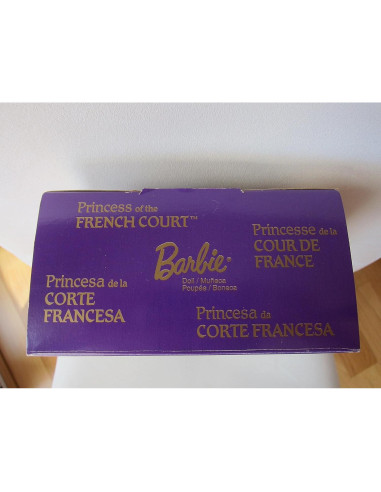 Princess of the
FRENCH COURT™
Princesse de la
COUR DE
FRANCE
Barbie®
Doll / Muñeca
Poupée / Boneca
Princesa de la
CORTE
FRANCESA
Princesa da
CORTE FRANCESA